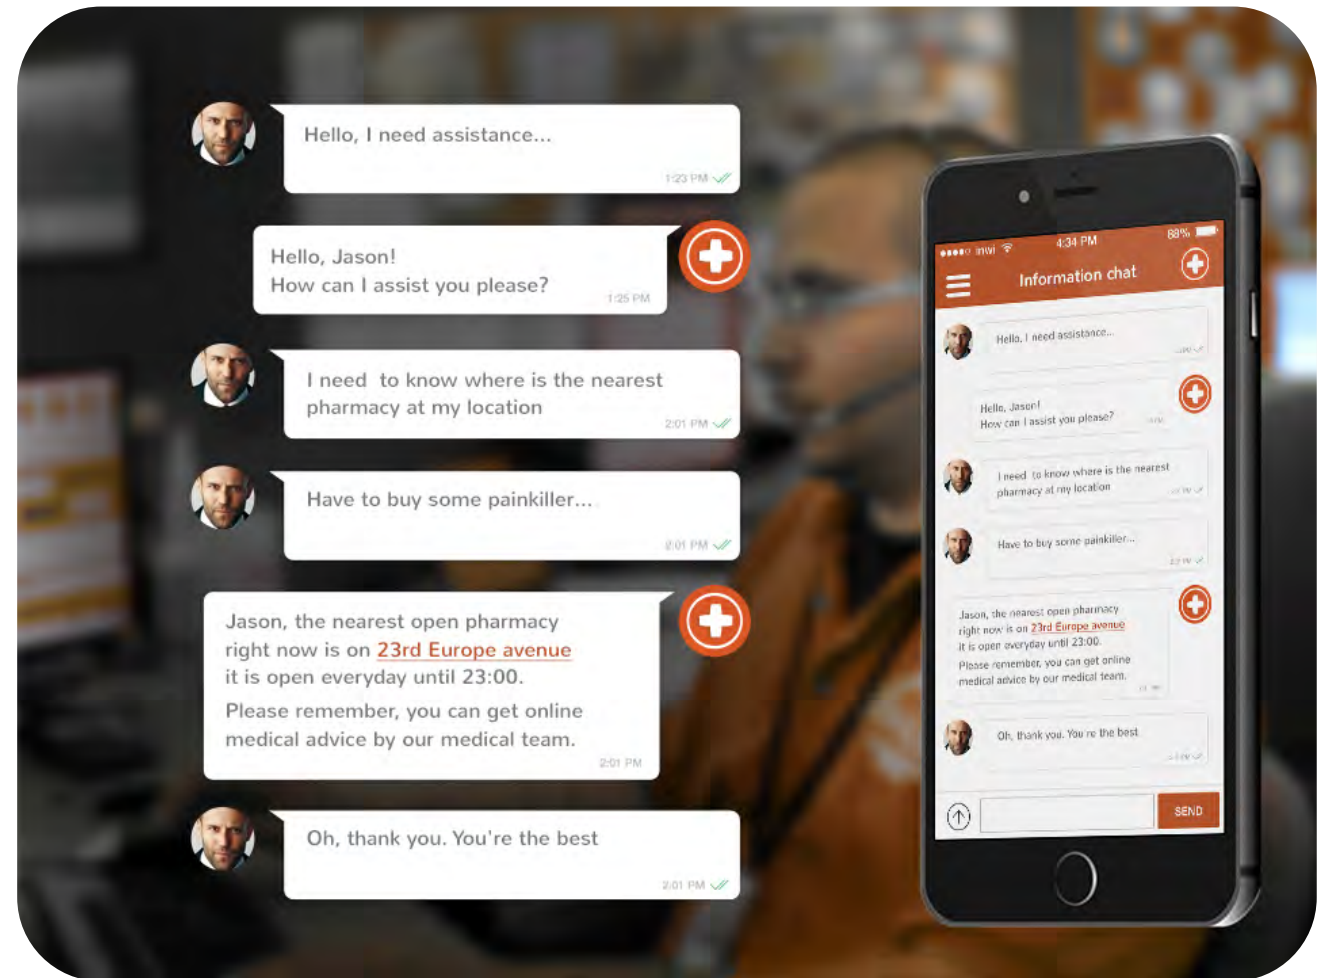 Hello, I need assistance...
1:23 PM
Hello, Jason!
How can I assist you please?
1:25 PM
I need  to know where is the nearest
pharmacy at my location
2:01 PM
Have to buy some painkiller...
2:01 PM
Jason, the nearest open pharmacy
right now is on 23rd Europe avenue
it is open everyday until 23:00.
Please remember, you can get online
medical advice by our medical team.
2:01 PM
Oh, thank you. You're the best
2:01 PM
inwi 4:34 PM 88%
Information chat
Hello, I need assistance...
Hello, Jason!
How can I assist you please?
I need  to know where is the nearest
pharmacy at my location
Have to buy some painkiller...
Jason, the nearest open pharmacy
right now is on 23rd Europe avenue
it is open everyday until 23:00.
Please remember, you can get online
medical advice by our medical team.
Oh, thank you. You re the best
SEND